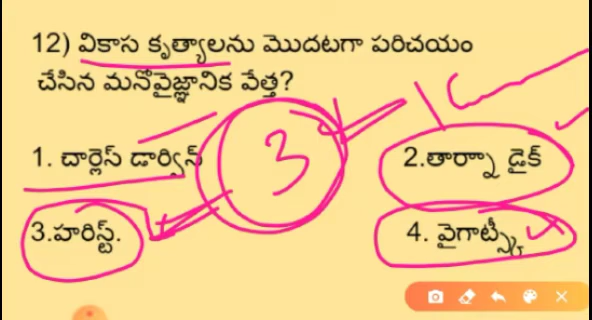 12) వికాస కృత్యాలను మొదటగా పరిచయం
చేసిన మనోవైజ్ఞానిక వేత్త?
3
1. చార్లెస్ డార్విన్
2.తార్నా డైక్
3.హరిస్ట్.
4. వైగాట్స్కీ